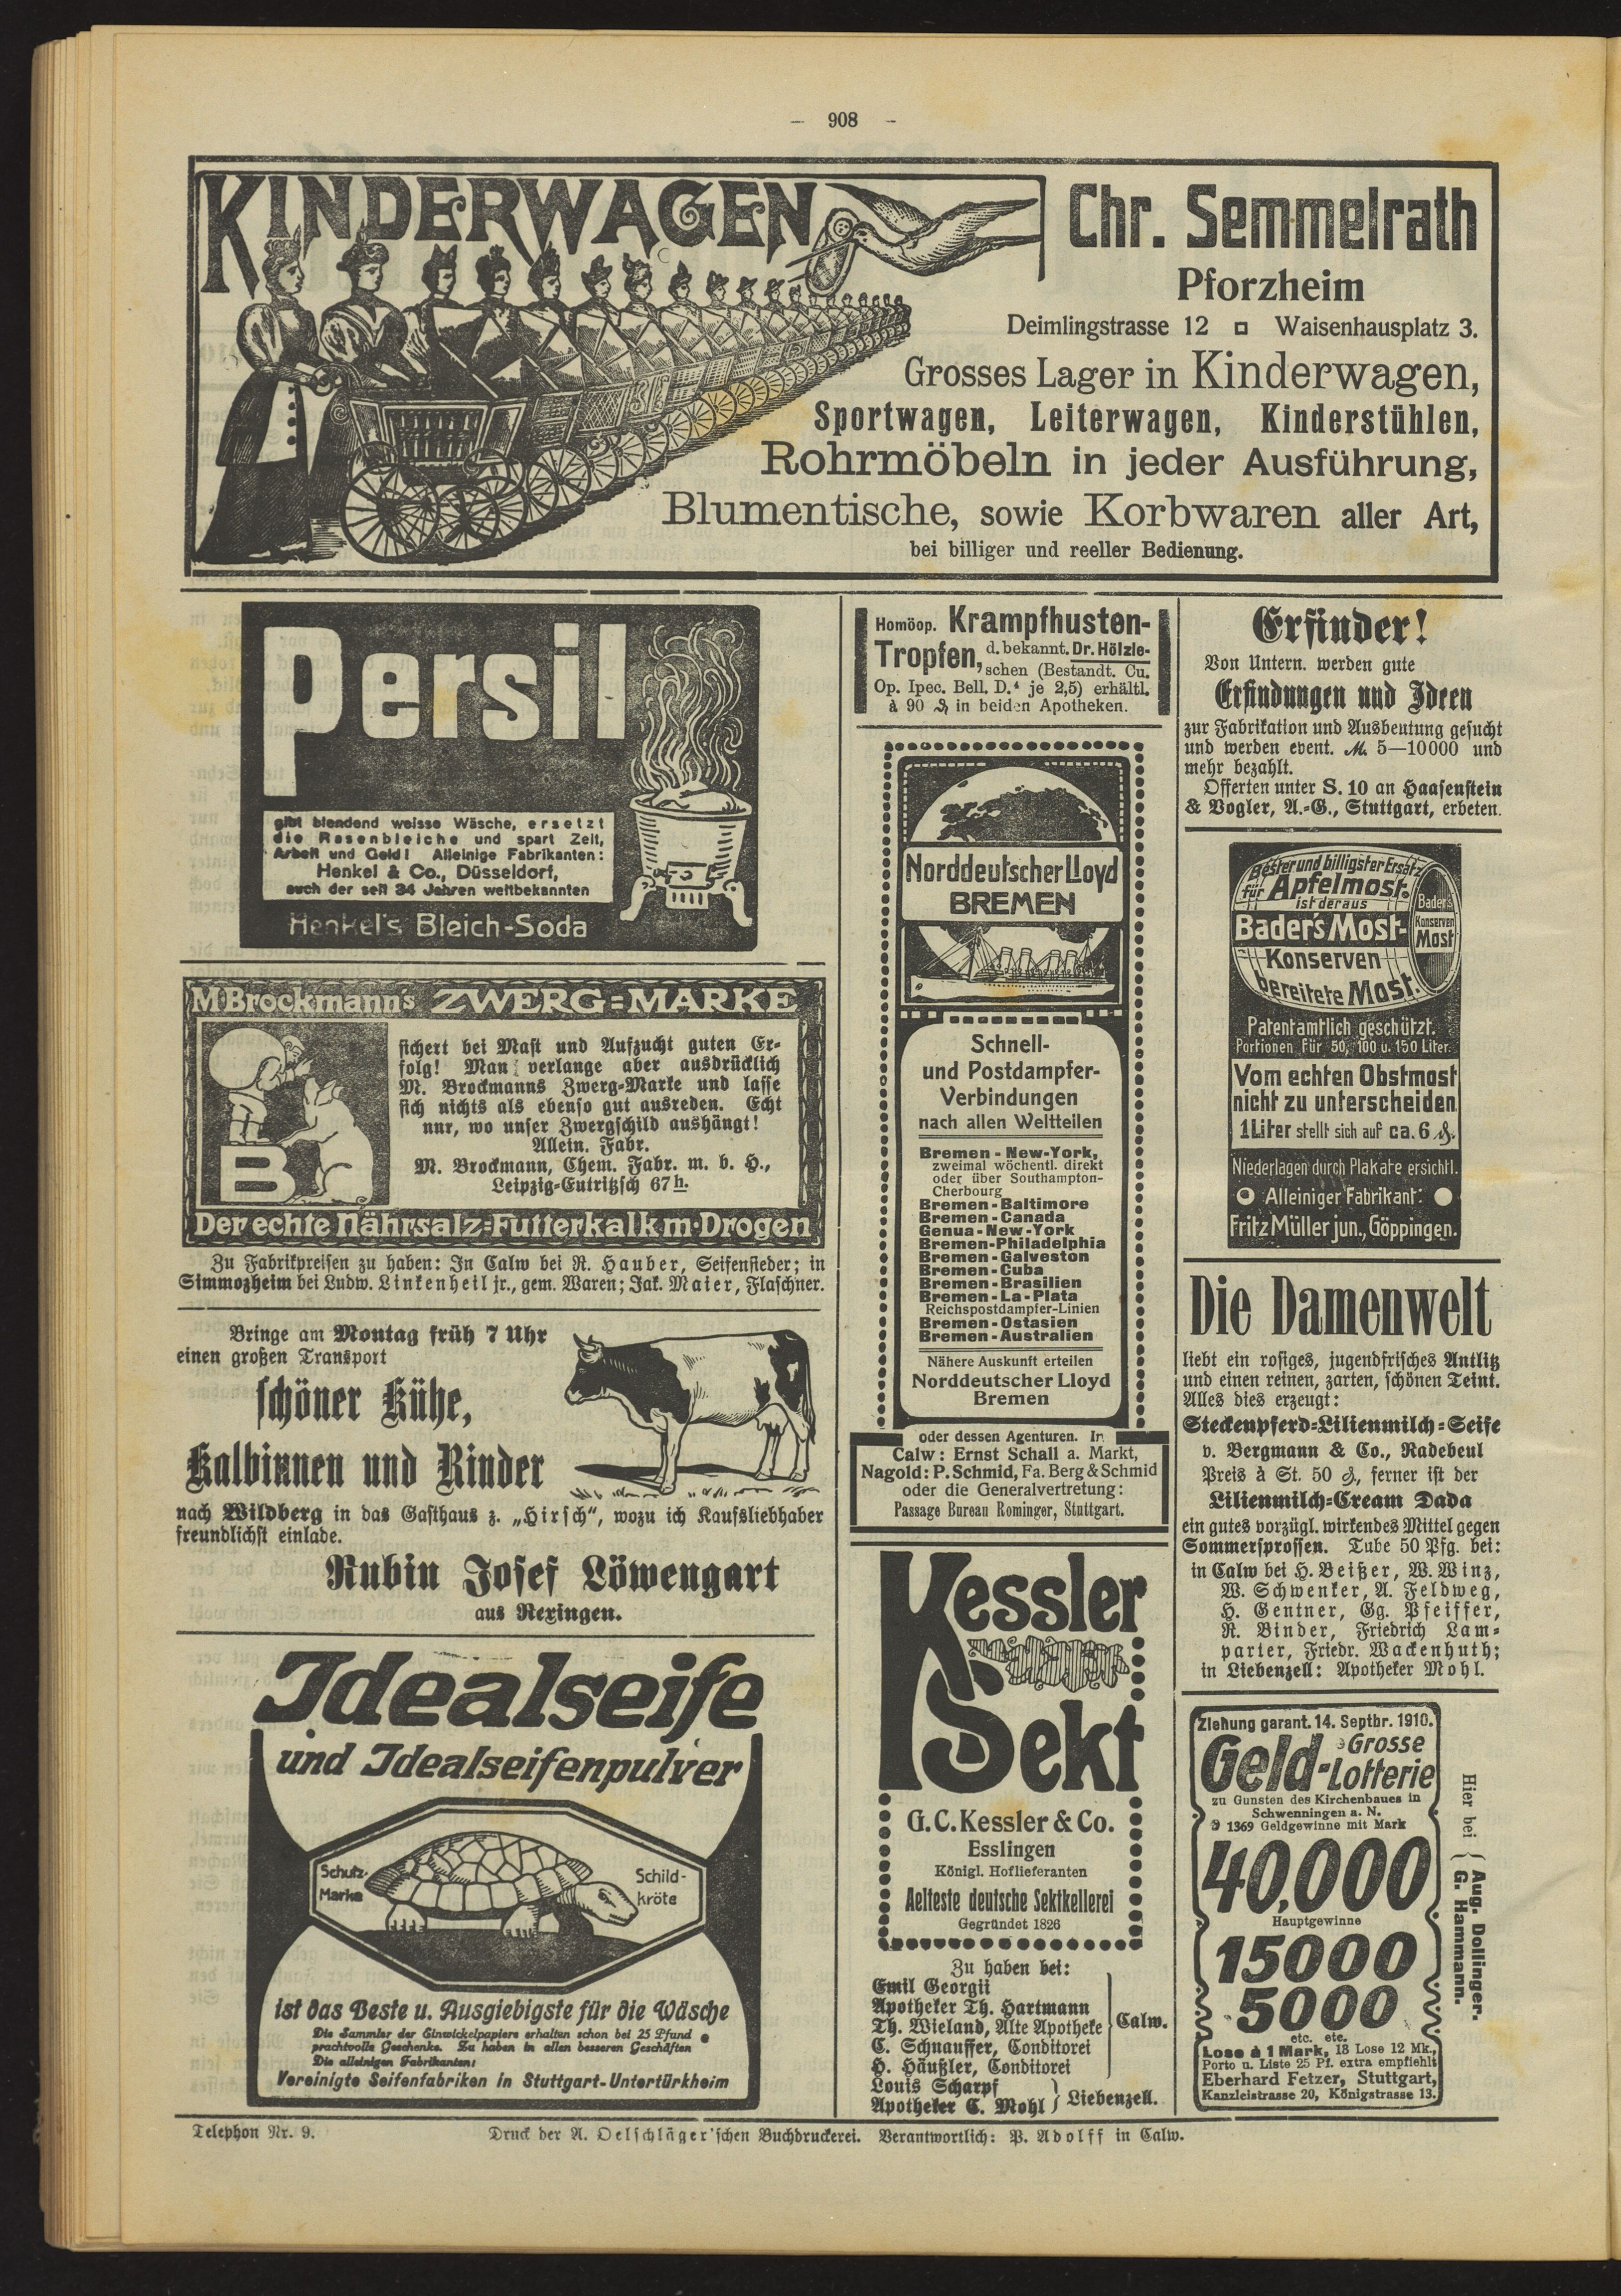 — 908 —
KINDERWAGEN
Chr. Semmelrath
Pforzheim
Deimlingstrasse 12 ◻ Waisenhausplatz 3.
Grosses Lager in Kinderwagen,
Sportwagen, Leiterwagen, Kinderstühlen,
Rohrmöbeln in jeder Ausführung,
Blumentische, sowie Korbwaren aller Art,
bei billiger und reeller Bedienung.
Persil
gibt blendend weisse Wäsche, ersetzt
die Rasenbleiche und spart Zeit,
Arbeit und Geld! Alleinige Fabrikanten:
Henkel & Co., Düsseldorf,
auch der seit 34 Jahren weltbekannten
Henkel's Bleich-Soda
M. Brockmann's ZWERG=MARKE
sichert bei Mast und Aufzucht guten Er-
folg! Man verlange aber ausdrücklich
M. Brockmanns Zwerg-Marke und lasse
sich nichts als ebenso gut ausreden. Echt
nur, wo unser Zwergschild aushängt!
Allein. Fabr.
M. Brockmann, Chem. Fabr. m. b. H.,
Leipzig-Eutritzsch 67h.
B
Der echte Nährsalz=Futterkalk m. Drogen
Zu Fabrikpreisen zu haben: In Calw bei R. Hauber, Seifensieder; in
Simmozheim bei Ludw. Linkenheil jr., gem. Waren; Jak. Maier, Flaschner.
Bringe am Montag früh 7 Uhr
einen großen Transport
schöner Kühe,
Kalbinnen und Rinder
nach Wildberg in das Gasthaus z. „Hirsch“, wozu ich Kaufsliebhaber
freundlichst einlade.
Rubin Josef Löwengart
aus Rexingen.
Idealseife
und Idealseifenpulver
Schutz-
Marke
Schild-
kröte
ist das Beste u. Ausgiebigste für die Wäsche
Die Sammler der Einwickelpapiere erhalten schon bei 25 Pfund
prachtvolle Geschenke. Zu haben in allen besseren Geschäften
Die alleinigen Fabrikanten:
Vereinigte Seifenfabriken in Stuttgart-Untertürkheim
Homöop. Krampfhusten-
Tropfen, d. bekannt. Dr. Hölzle-
schen (Bestandt. Cu.
Op. Ipec. Bell. D.⁴ je 2,5) erhältl.
à 90 ₰ in beiden Apotheken.
Norddeutscher Lloyd
BREMEN
Schnell-
und Postdampfer-
Verbindungen
nach allen Weltteilen
Bremen-New-York,
zweimal wöchentl. direkt
oder über Southampton-
Cherbourg
Bremen-Baltimore
Bremen-Canada
Genua-New-York
Bremen-Philadelphia
Bremen-Galveston
Bremen-Cuba
Bremen-Brasilien
Bremen-La-Plata
Reichspostdampfer-Linien
Bremen-Ostasien
Bremen-Australien
Nähere Auskunft erteilen
Norddeutscher Lloyd
Bremen
oder dessen Agenturen. In
Calw: Ernst Schall a. Markt,
Nagold: P. Schmid, Fa. Berg & Schmid
oder die Generalvertretung:
Passage Bureau Rominger, Stuttgart.
Kessler
Sekt
G. C. Kessler & Co.
Esslingen
Königl. Hoflieferanten
Aelteste deutsche Sektkellerei
Gegründet 1826
Zu haben bei:
Emil Georgii
Apotheker Th. Hartmann
Th. Wieland, Alte Apotheke
C. Schnauffer, Conditorei
H. Häußler, Conditorei
Calw.
Louis Scharpf
Apotheker C. Mohl
Liebenzell.
Erfinder!
Von Untern. werden gute
Erfindungen und Ideen
zur Fabrikation und Ausbeutung gesucht
und werden event. M. 5—10000 und
mehr bezahlt.
Offerten unter S. 10 an Haasenstein
& Vogler, A.-G., Stuttgart, erbeten.
Bester und billigster Ersatz
für Apfelmost.
ist der aus
Bader's Most-
Konserven
bereitete Most.
Bader's
Konserven
Most
Patentamtlich geschützt.
Portionen für 50, 100 u. 150 Liter.
Vom echten Obstmost
nicht zu unterscheiden
1 Liter stellt sich auf ca. 6 ₰.
Niederlagen durch Plakate ersichtl.
Alleiniger Fabrikant:
Fritz Müller jun., Göppingen.
Die Damenwelt
liebt ein rosiges, jugendfrisches Antlitz
und einen reinen, zarten, schönen Teint.
Alles dies erzeugt:
Steckenpferd-Lilienmilch-Seife
v. Bergmann & Co., Radebeul
Preis à St. 50 ₰, ferner ist der
Lilienmilch-Cream Dada
ein gutes vorzügl. wirkendes Mittel gegen
Sommersprossen. Tube 50 Pfg. bei:
in Calw bei H. Beißer, W. Winz,
W. Schwenker, A. Feldweg,
H. Gentner, Gg. Pfeiffer,
R. Binder, Friedrich Lam-
parter, Friedr. Wackenhuth;
in Liebenzell: Apotheker Mohl.
Ziehung garant. 14. Septbr. 1910.
Grosse
Geld-Lotterie
zu Gunsten des Kirchenbaues in
Schwenningen a. N.
1369 Geldgewinne mit Mark
40,000
Hauptgewinne
15000
5000
etc. etc.
Lose à 1 Mark, 13 Lose 12 Mk.,
Porto u. Liste 25 Pf. extra empfiehlt
Eberhard Fetzer, Stuttgart,
Kanzleistrasse 20, Königstrasse 13.
Hier bei
Aug. Dollinger.
G. Hammann.
Telephon Nr. 9.
Druck der A. Oelschläger'schen Buchdruckerei. Verantwortlich: P. Adolff in Calw.